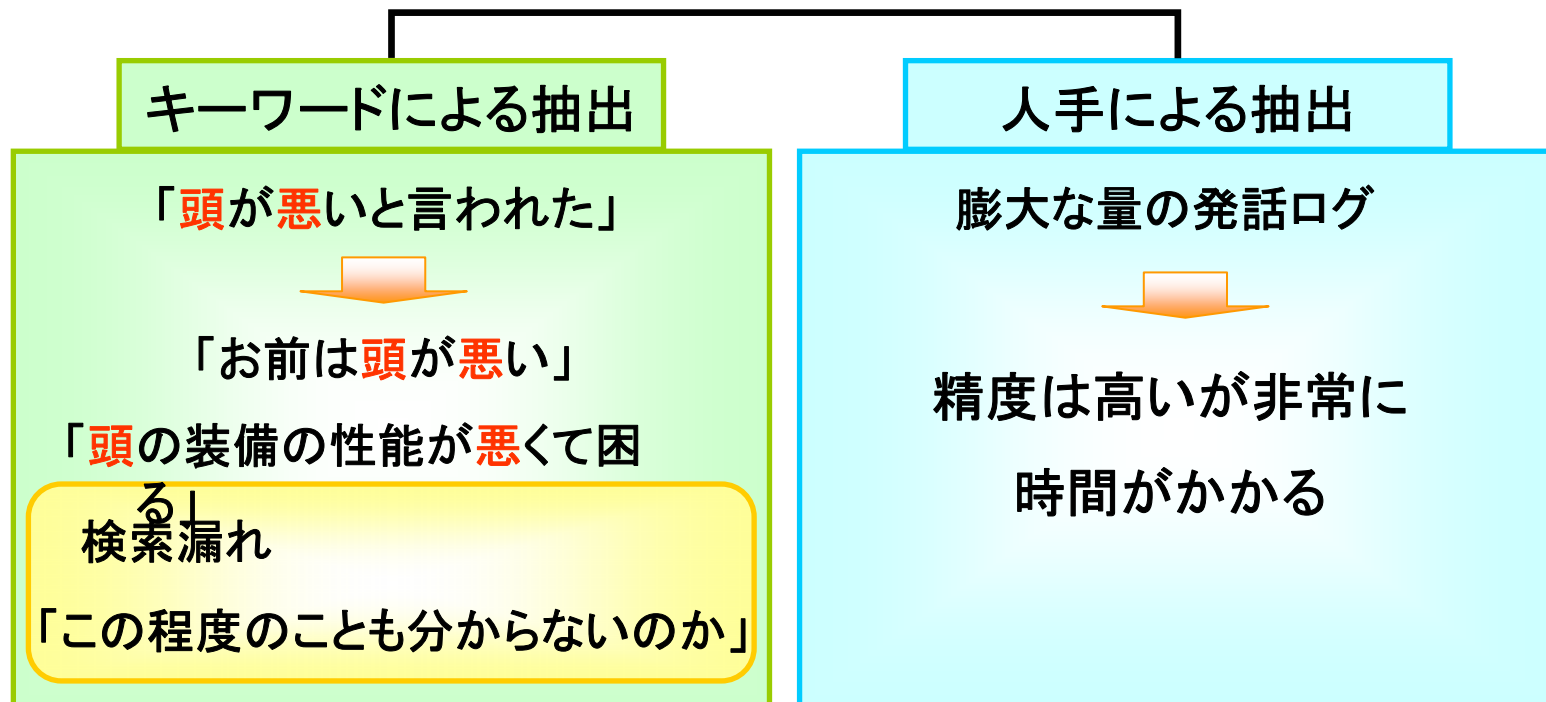 キーワードによる抽出
「頭が悪いと言われた」
「お前は頭が悪い」
「頭の装備の性能が悪くて困
る」
検索漏れ
「この程度のことも分からないのか」
人手による抽出
膨大な量の発話ログ
精度は高いが非常に
時間がかかる